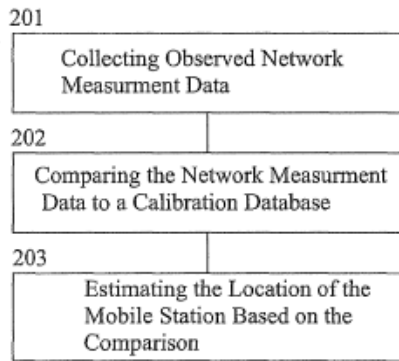 201
Collecting Observed Network
Measurment Data
202
Comparing the Network Measurment
Data to a Calibration Database
203
Estimating the Location of the
Mobile Station Based on the
Comparison